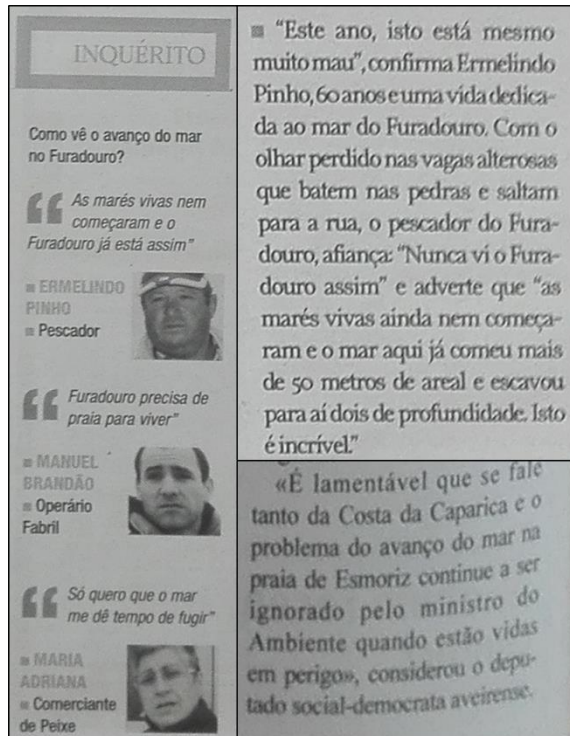 INQUÉRITO
Como vê o avanço do mar
no Furadouro?
“As marés vivas nem
começaram e o
Furadouro já está assim”
■ ERMELINDO
PINHO
■ Pescador
“Furadouro precisa de
praia para viver”
■ MANUEL
BRANDÃO
■ Operário
Fabril
“Só quero que o mar
me dê tempo de fugir”
■ MARIA
ADRIANA
■ Comerciante
de Peixe
■ “Este ano, isto está mesmo
muito mau”, confirma Ermelindo
Pinho, 60 anos e uma vida dedica-
da ao mar do Furadouro. Com o
olhar perdido nas vagas alterosas
que batem nas pedras e saltam
para a rua, o pescador do Fura-
douro, afiança: “Nunca vi o Fura-
douro assim” e adverte que “as
marés vivas ainda nem começa-
ram e o mar aqui já comeu mais
de 50 metros de areal e escavou
para aí dois de profundidade. Isto
é incrível.”
«É lamentável que se fale
tanto da Costa da Caparica e o
problema do avanço do mar na
praia de Esmoriz continue a ser
ignorado pelo ministro do
Ambiente quando estão vidas
em perigo», considerou o depu-
tado social-democrata aveirense.